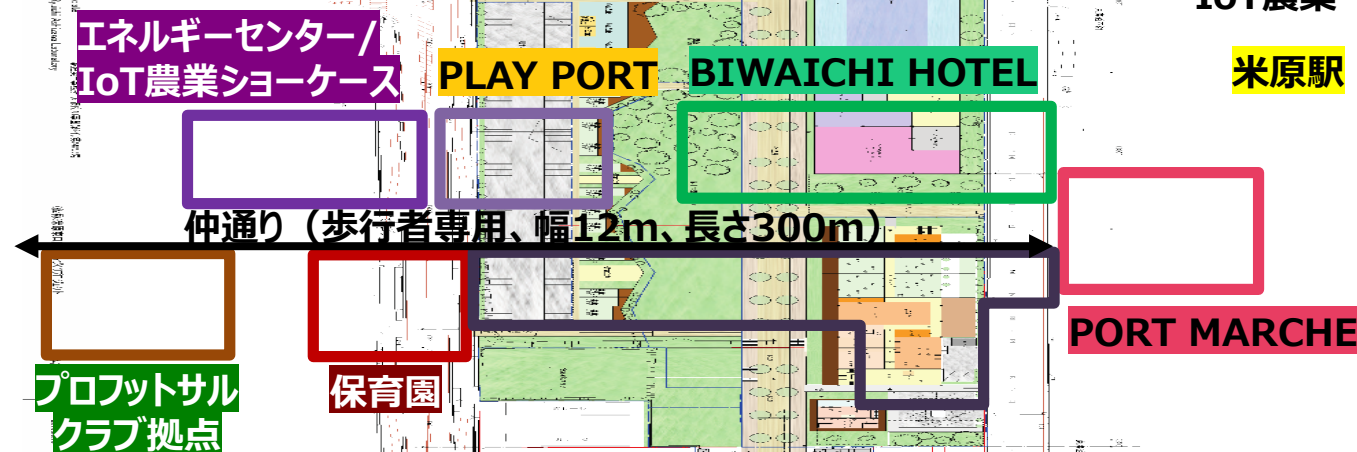 IoT農業
エネルギーセンター/
IoT農業ショーケース
PLAY PORT
BIWAICHI HOTEL
米原駅
仲通り（歩行者専用、幅12m、長さ300m）
PORT MARCHE
プロフットサル
クラブ拠点
保育園